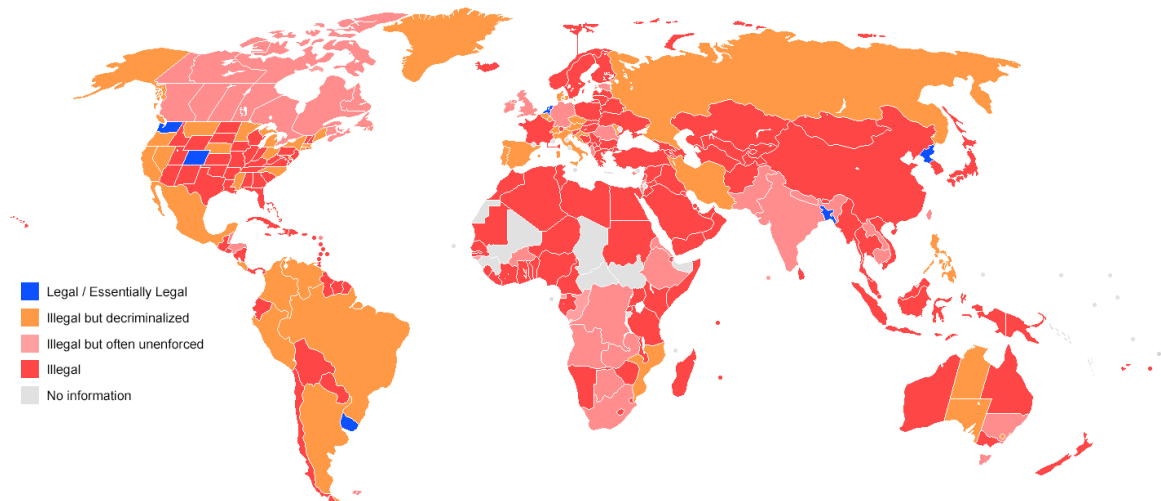 Legal / Essentially Legal
Illegal but decriminalized
Illegal but often unenforced
Illegal
No information